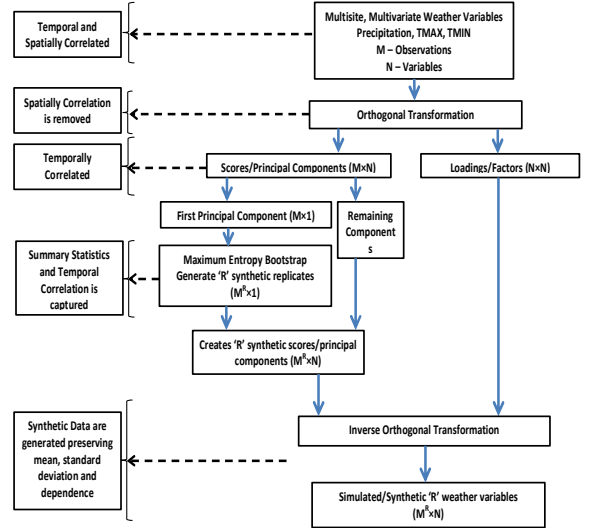 Temporal and
Spatially Correlated
Multisite, Multivariate Weather Variables
Precipitation, TMAX, TMIN
M – Observations
N – Variables
Spatially Correlation
is removed
Orthogonal Transformation
Temporally
Correlated
Scores/Principal Components (M×N)
Loadings/Factors (N×N)
First Principal Component (M×1)
Remaining
Component
s
Summary Statistics
and Temporal
Correlation is
captured
Maximum Entropy Bootstrap
Generate ‘R’ synthetic replicates
(Mᴿ×1)
Creates ‘R’ synthetic scores/principal
components (Mᴿ×N)
Synthetic Data are
generated preserving
mean, standard
deviation and
dependence
Inverse Orthogonal Transformation
Simulated/Synthetic ‘R’ weather variables
(Mᴿ×N)